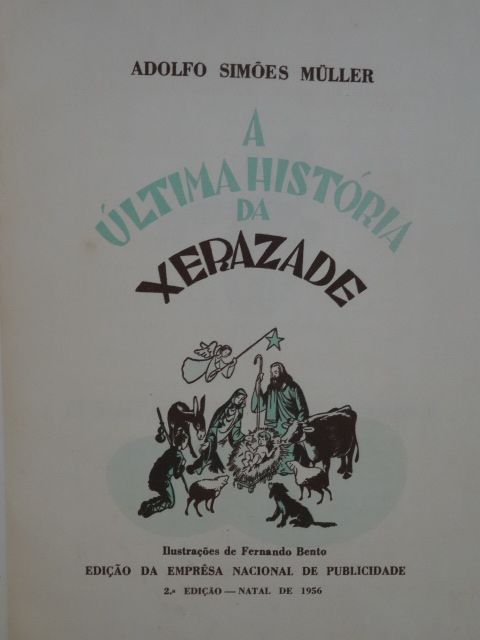 ADOLFO SIMÕES MÜLLER
A
ÚLTIMA HISTÓRIA
DA
XERAZADE
Ilustrações de Fernando Bento
EDIÇÃO DA EMPRÊSA NACIONAL DE PUBLICIDADE
2.ª EDIÇÃO — NATAL DE 1956